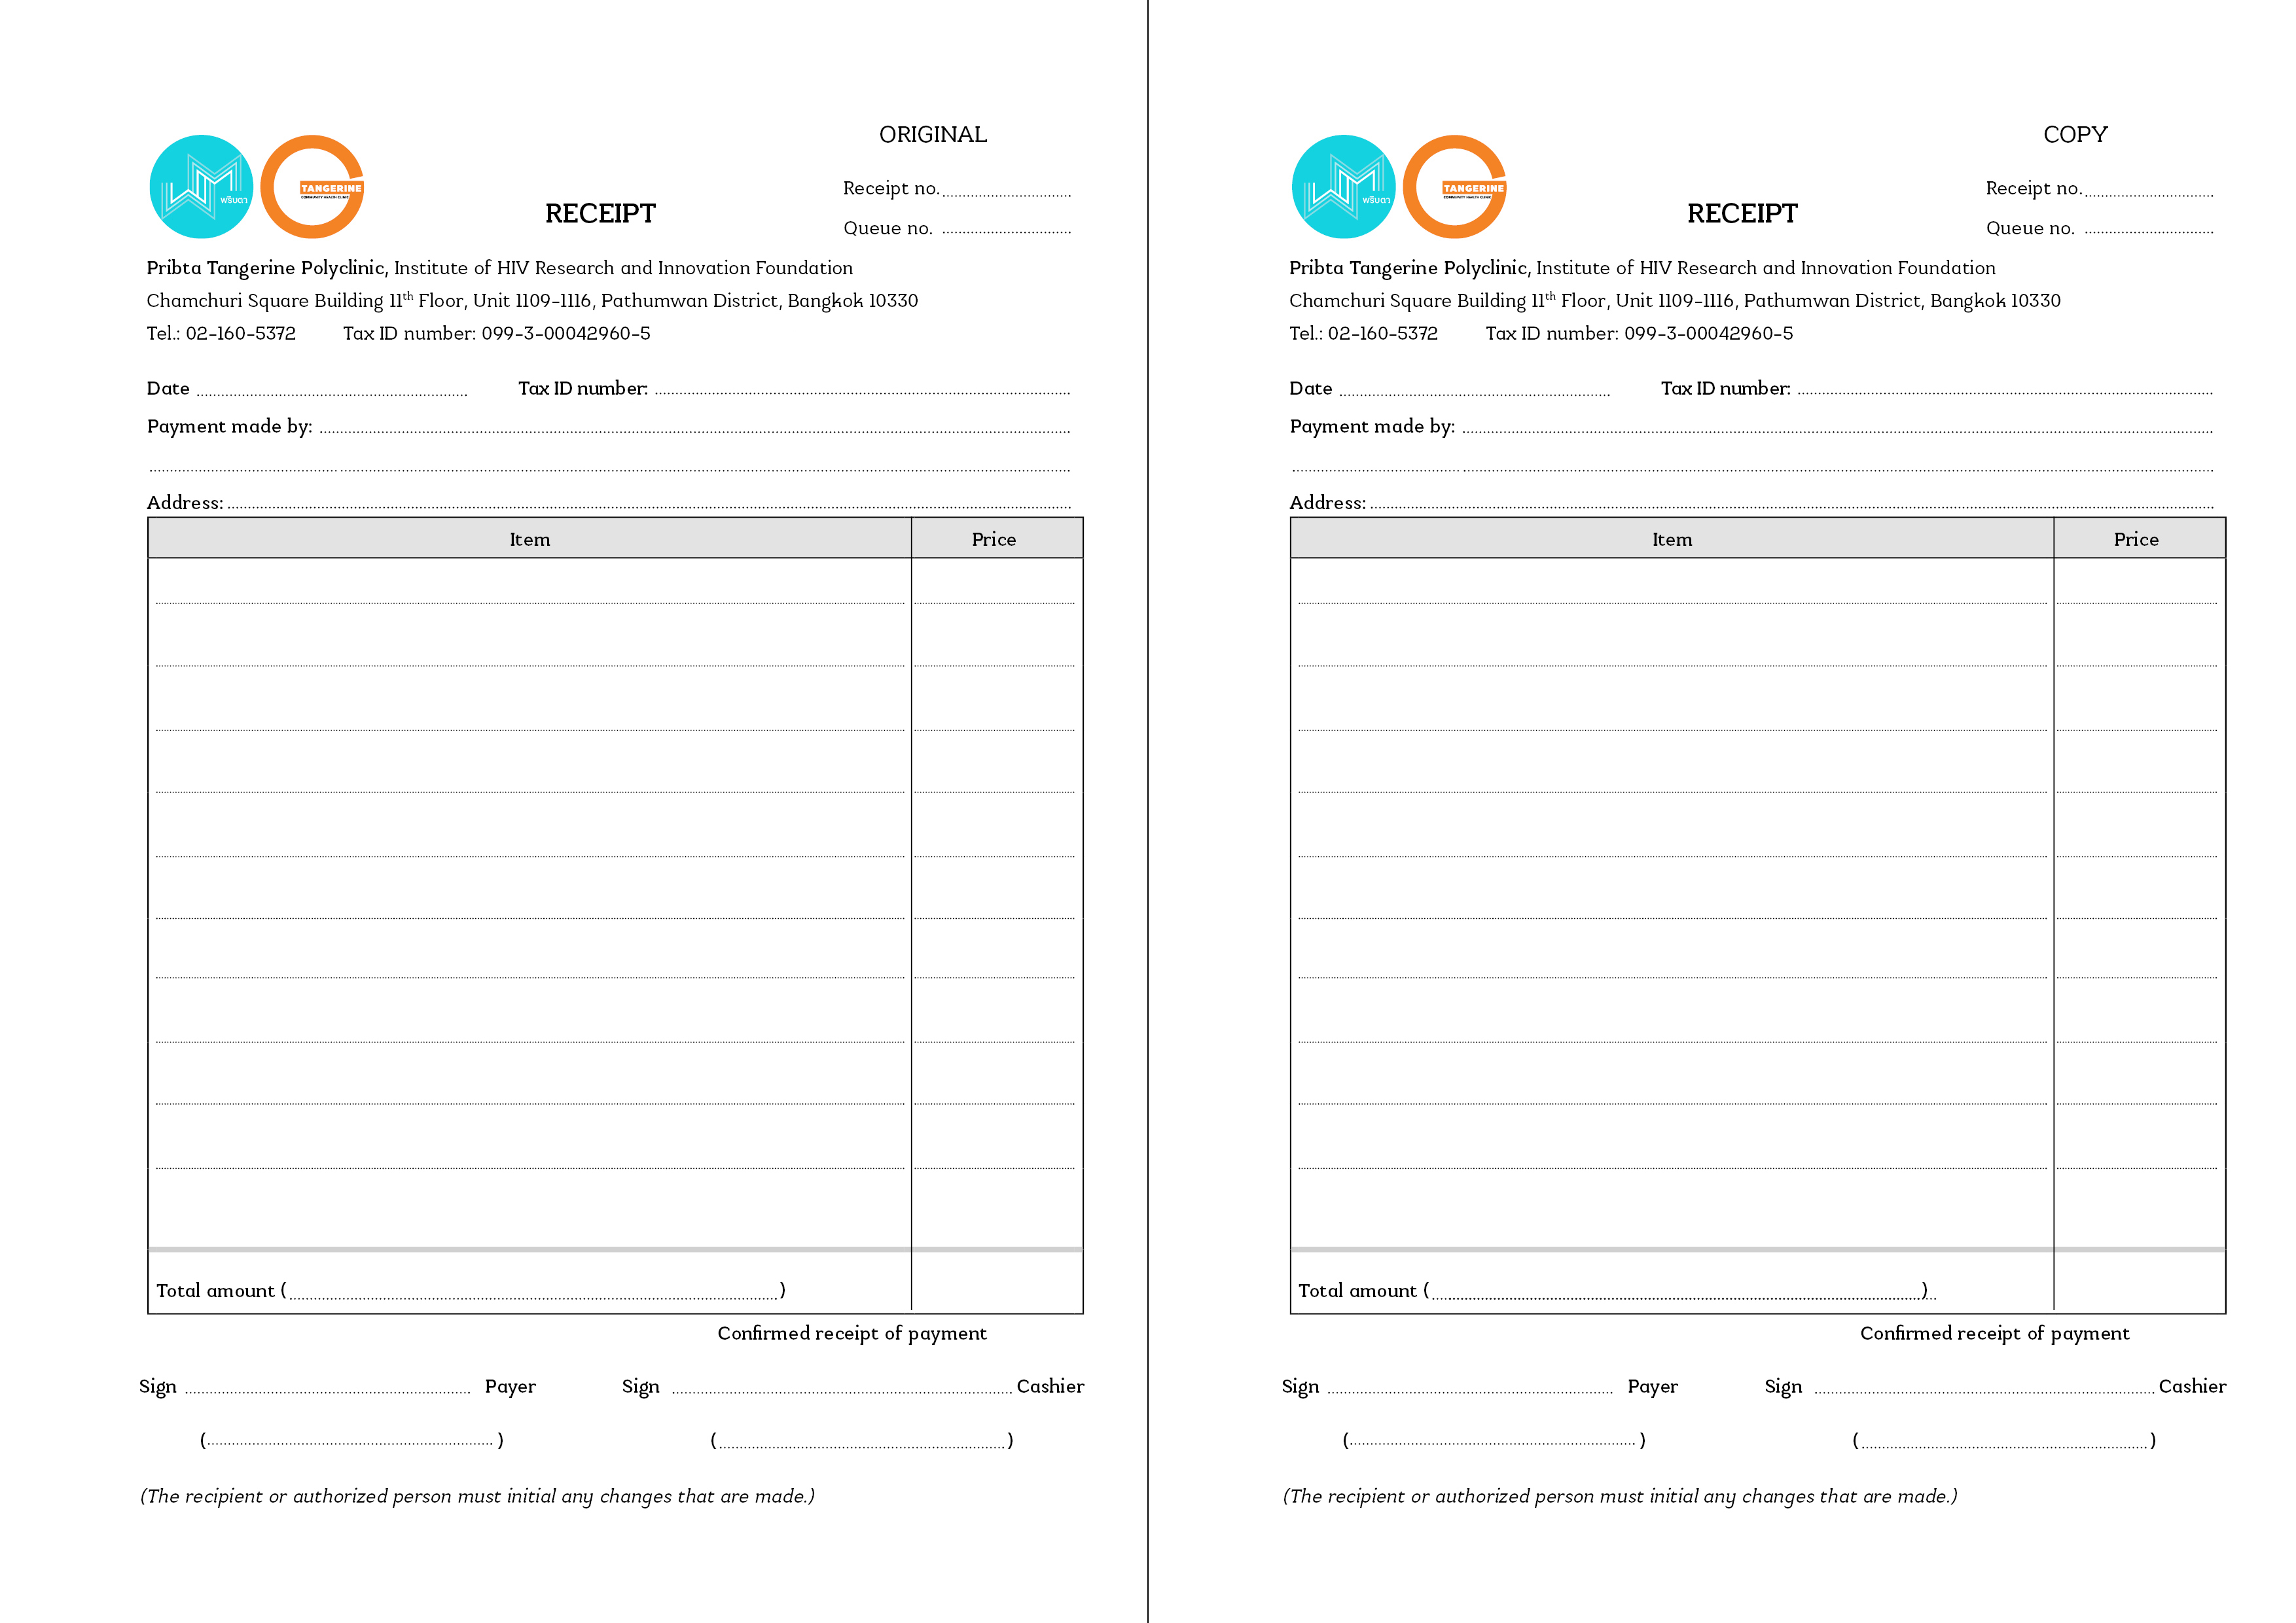 ORIGINAL
พริบตา
TANGERINE
COMMUNITY HEALTH CLINIC
Receipt no.
RECEIPT
Queue no.
Pribta Tangerine Polyclinic, Institute of HIV Research and Innovation Foundation
Chamchuri Square Building 11th Floor, Unit 1109-1116, Pathumwan District, Bangkok 10330
Tel.: 02-160-5372 Tax ID number: 099-3-00042960-5
Date Tax ID number:
Payment made by:
Address:
Item Price
Total amount ( )
Confirmed receipt of payment
Sign Payer Sign Cashier
( ) ( )
(The recipient or authorized person must initial any changes that are made.)
COPY
พริบตา
TANGERINE
COMMUNITY HEALTH CLINIC
Receipt no.
RECEIPT
Queue no.
Pribta Tangerine Polyclinic, Institute of HIV Research and Innovation Foundation
Chamchuri Square Building 11th Floor, Unit 1109-1116, Pathumwan District, Bangkok 10330
Tel.: 02-160-5372 Tax ID number: 099-3-00042960-5
Date Tax ID number:
Payment made by:
Address:
Item Price
Total amount ( )
Confirmed receipt of payment
Sign Payer Sign Cashier
( ) ( )
(The recipient or authorized person must initial any changes that are made.)